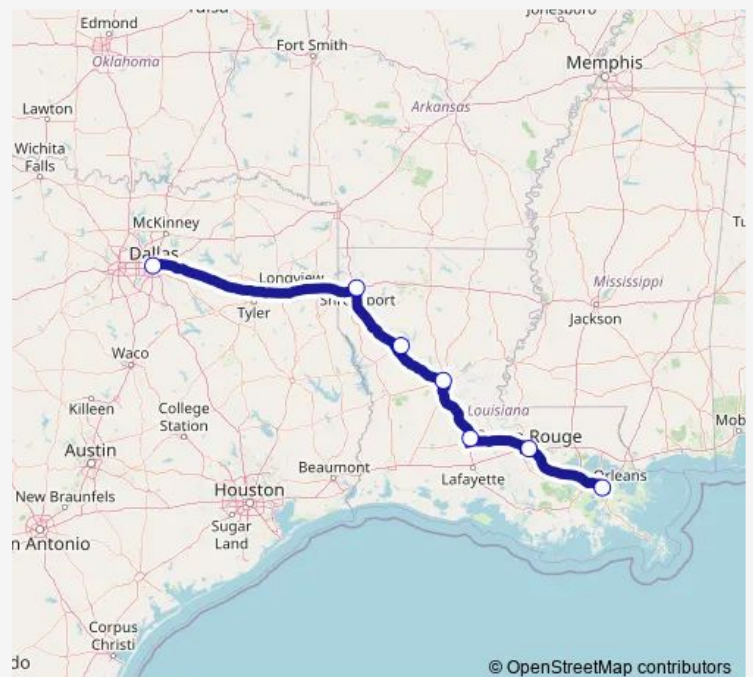 Tulsa
Jonesboro
Edmond
Fort Smith
Oklahoma
Memphis
Lawton
Arkansas
Wichita
Falls
McKinney
Dallas
Longview
Tyler
Mississippi
Jackson
Waco
Killeen
College
Station
Louisiana
Rouge
Mob
Austin
Beaumont
Lafayette
Orleans
New Braunfels
Houston
Sugar
Land
n Antonio
Corpus
Christi
do
© OpenStreetMap contributors